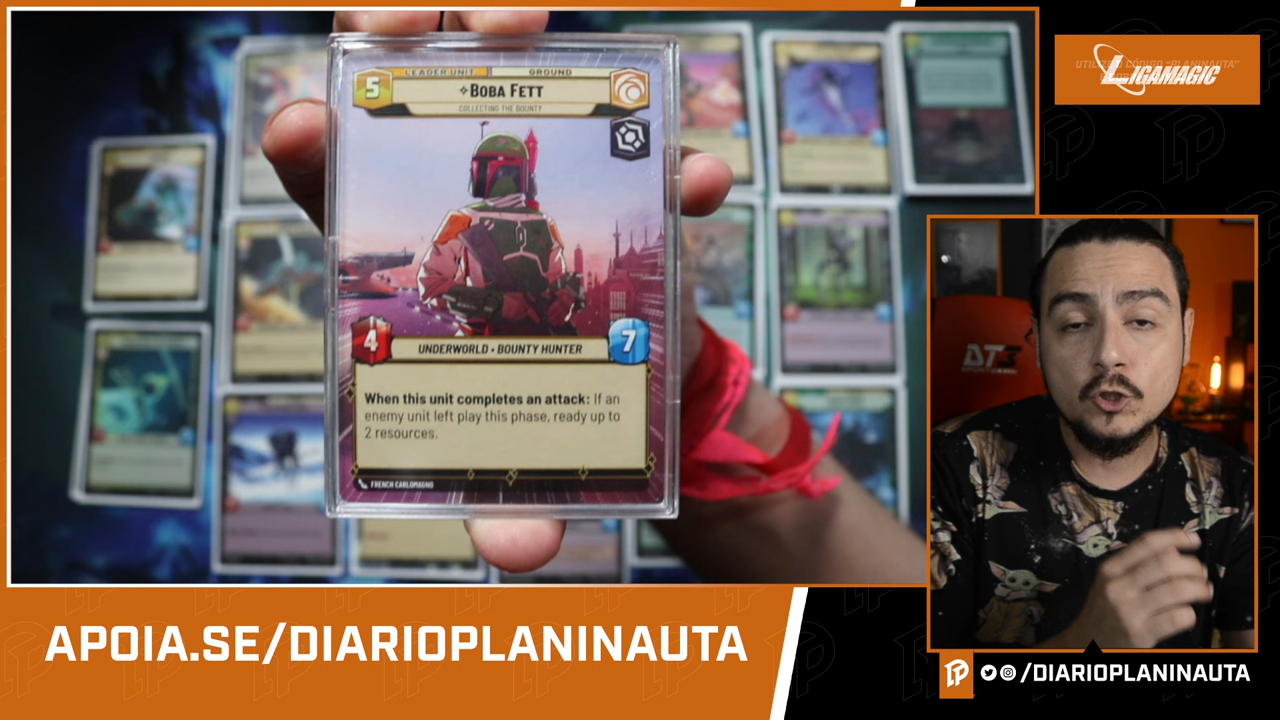 5
LEADER UNIT
GROUND
BOBA FETT
COLLECTING THE BOUNTY
4
UNDERWORLD • BOUNTY HUNTER
7
When this unit completes an attack: If an
enemy unit left play this phase, ready up to
2 resources.
FRENCH CARLOMAGNO
LIGAMAGIC
DT3
SPORTS
APOIA.SE/DIARIOPLANINAUTA
/DIARIOPLANINAUTA